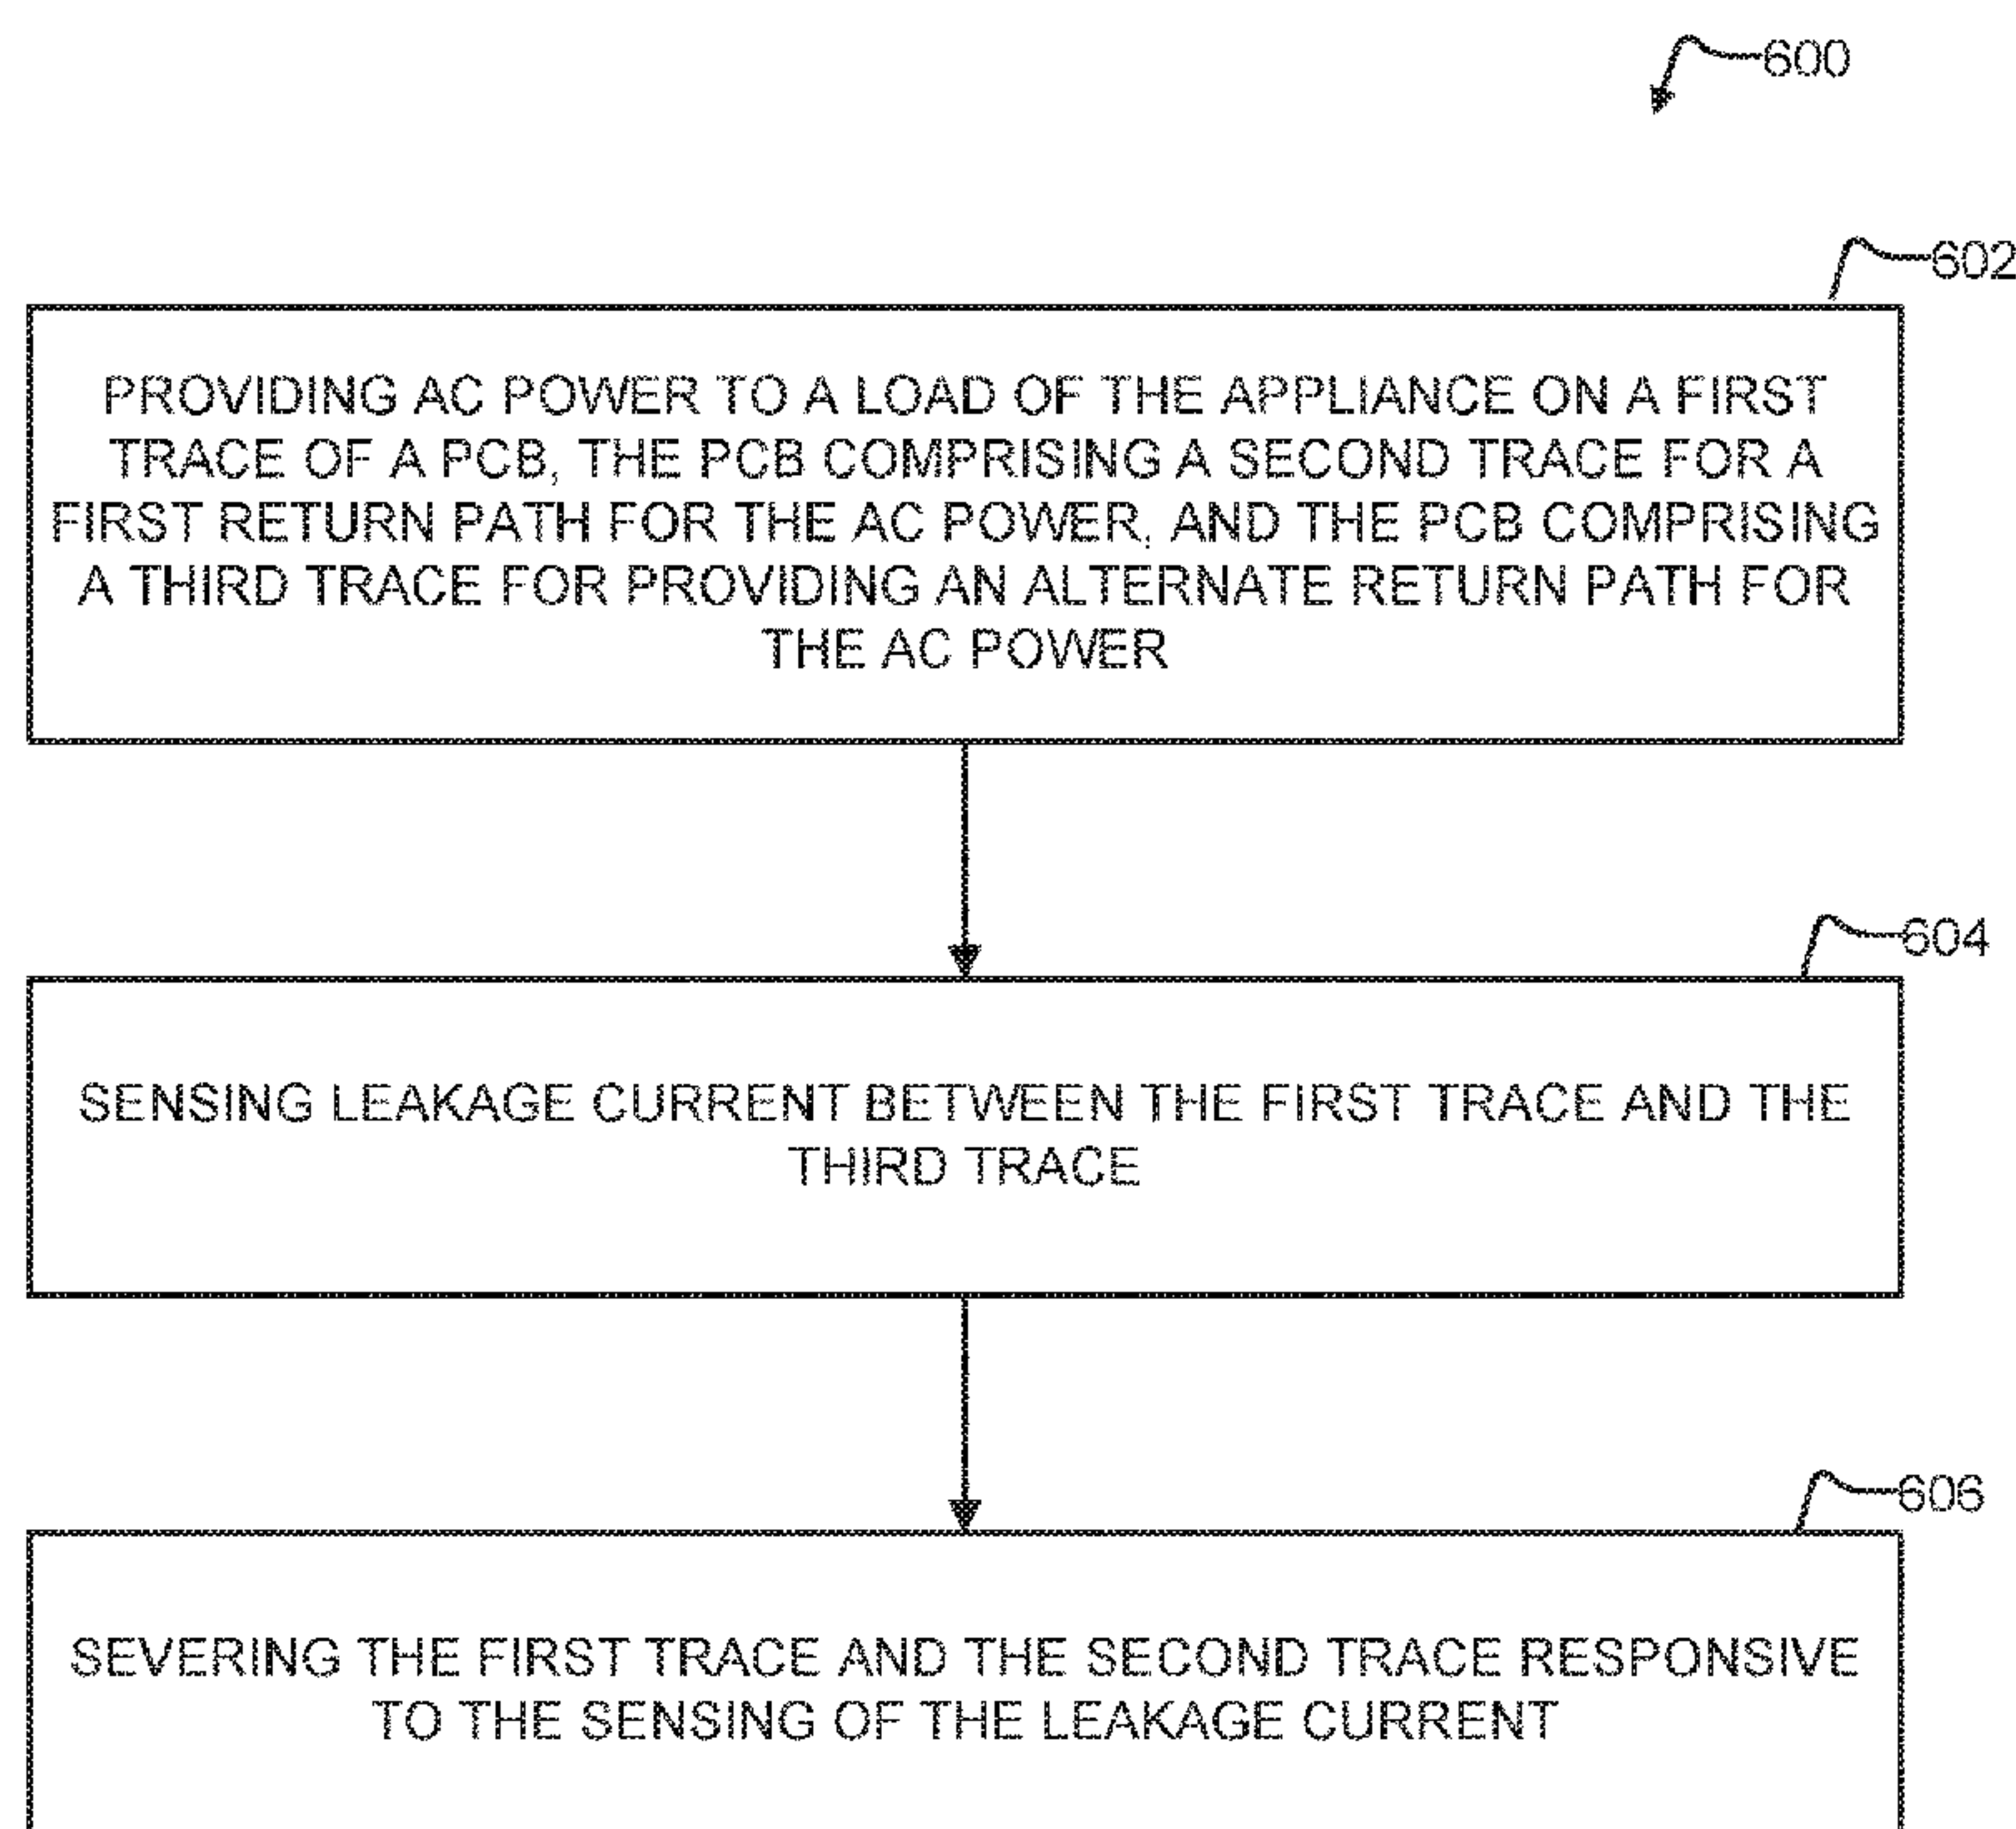 600
602
PROVIDING AC POWER TO A LOAD OF THE APPLIANCE ON A FIRST
TRACE OF A PCB, THE PCB COMPRISING A SECOND TRACE FOR A
FIRST RETURN PATH FOR THE AC POWER, AND THE PCB COMPRISING
A THIRD TRACE FOR PROVIDING AN ALTERNATE RETURN PATH FOR
THE AC POWER
604
SENSING LEAKAGE CURRENT BETWEEN THE FIRST TRACE AND THE
THIRD TRACE
606
SEVERING THE FIRST TRACE AND THE SECOND TRACE RESPONSIVE
TO THE SENSING OF THE LEAKAGE CURRENT